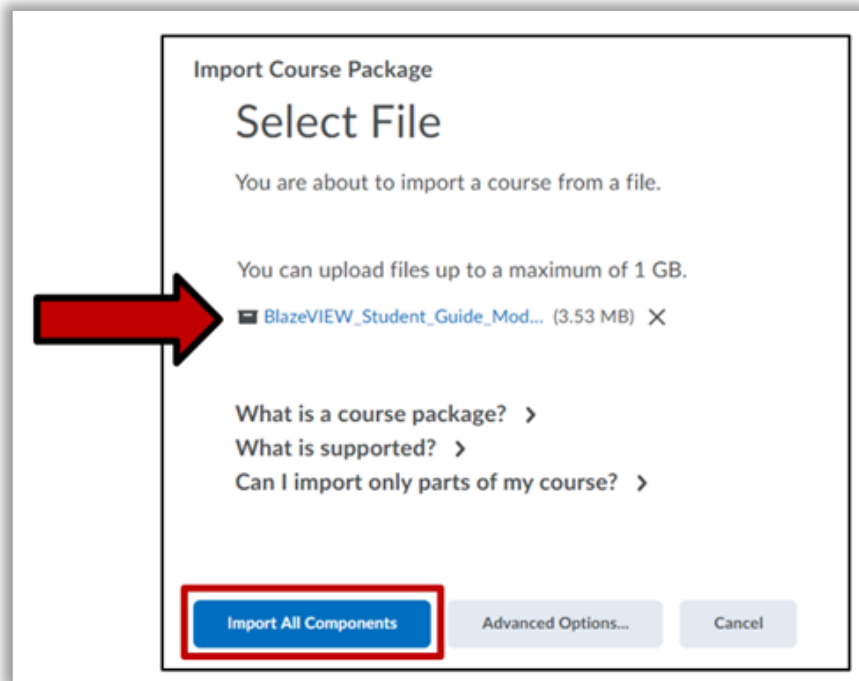 Import Course Package
Select File
You are about to import a course from a file.
You can upload files up to a maximum of 1 GB.
BlazeVIEW_Student_Guide_Mod... (3.53 MB)
What is a course package?
What is supported?
Can I import only parts of my course?
Import All Components Advanced Options... Cancel